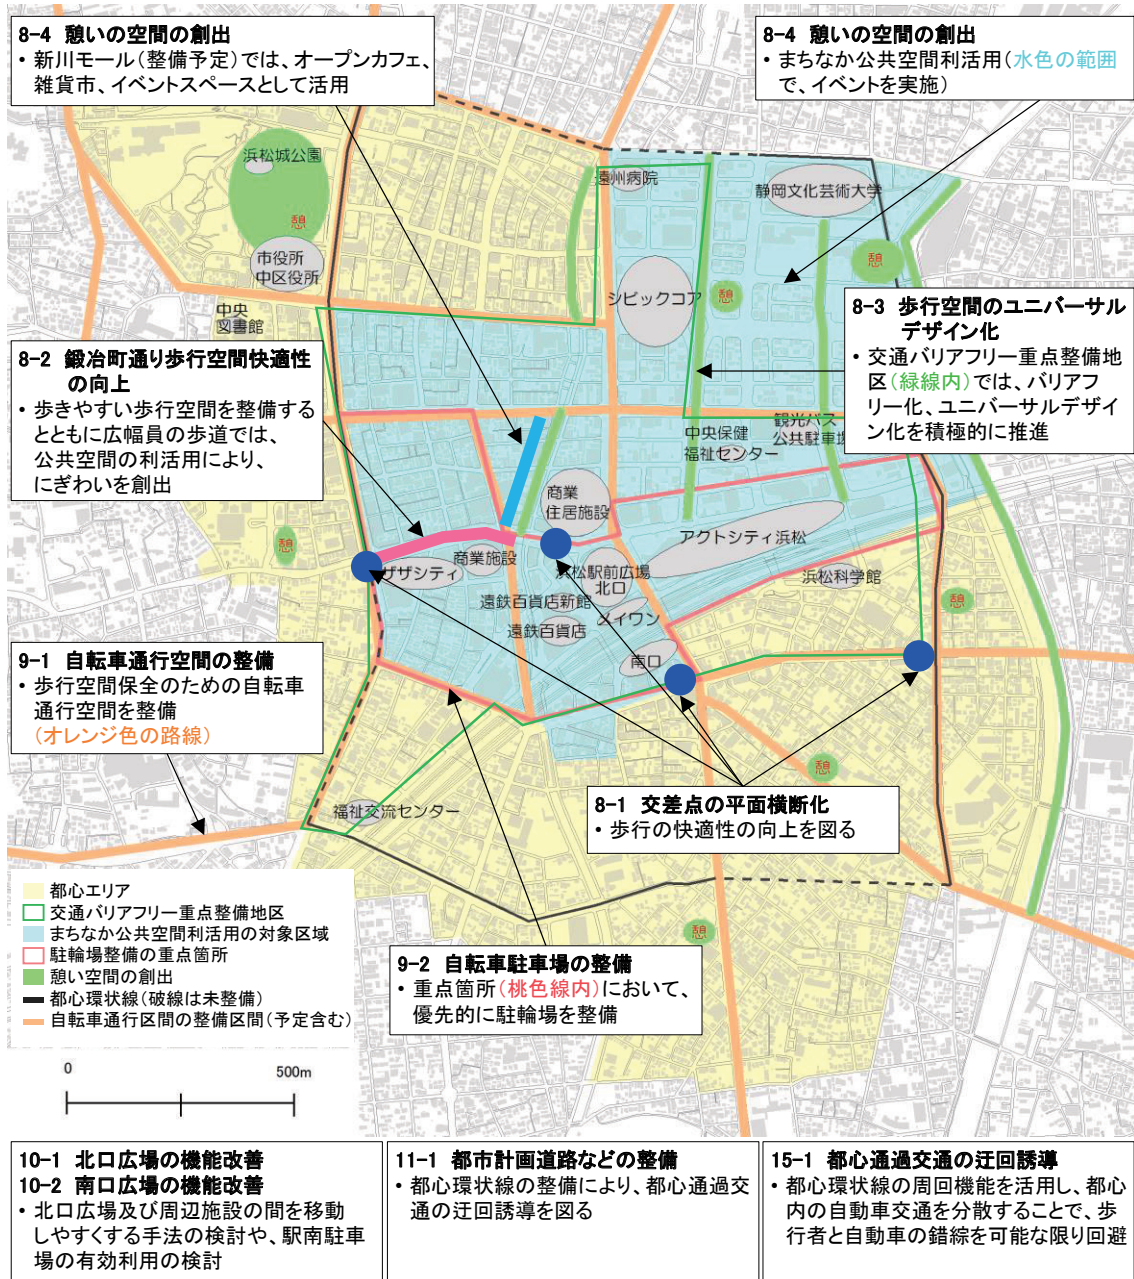 8-4 憩いの空間の創出
• 新川モール(整備予定)では、オープンカフェ、
雑貨市、イベントスペースとして活用
8-4 憩いの空間の創出
• まちなか公共空間利活用(水色の範囲
で、イベントを実施)
浜松城公園
憩
市役所
中区役所
中央
図書館
遠州病院
静岡文化芸術大学
シビックコア
憩
憩
8-3 歩行空間のユニバーサル
デザイン化
• 交通バリアフリー重点整備地
区(緑線内)では、バリアフ
リー化、ユニバーサルデザイ
ン化を積極的に推進
8-2 鍛冶町通り歩行空間快適性
の向上
• 歩きやすい歩行空間を整備する
とともに広幅員の歩道では、
公共空間の利活用により、
にぎわいを創出
中央保健
福祉センター
観光バス
公共駐車場
商業
住居施設
アクトシティ浜松
憩
ザザシティ
商業施設
浜松駅前広場
北口
浜松科学館
憩
遠鉄百貨店新館
メイワン
遠鉄百貨店
南口
9-1 自転車通行空間の整備
• 歩行空間保全のための自転車
通行空間を整備
(オレンジ色の路線)
憩
8-1 交差点の平面横断化
• 歩行の快適性の向上を図る
福祉交流センター
都心エリア
交通バリアフリー重点整備地区
まちなか公共空間利活用の対象区域
駐輪場整備の重点箇所
憩い空間の創出
都心環状線(破線は未整備)
自転車通行区間の整備区間(予定含む)
憩
9-2 自転車駐車場の整備
• 重点箇所(桃色線内)において、
優先的に駐輪場を整備
0 500m
10-1 北口広場の機能改善
10-2 南口広場の機能改善
• 北口広場及び周辺施設の間を移動
しやすくする手法の検討や、駅南駐車
場の有効利用の検討
11-1 都市計画道路などの整備
• 都心環状線の整備により、都心通過交
通の迂回誘導を図る
15-1 都心通過交通の迂回誘導
• 都心環状線の周回機能を活用し、都心
内の自動車交通を分散することで、歩
行者と自動車の錯綜を可能な限り回避